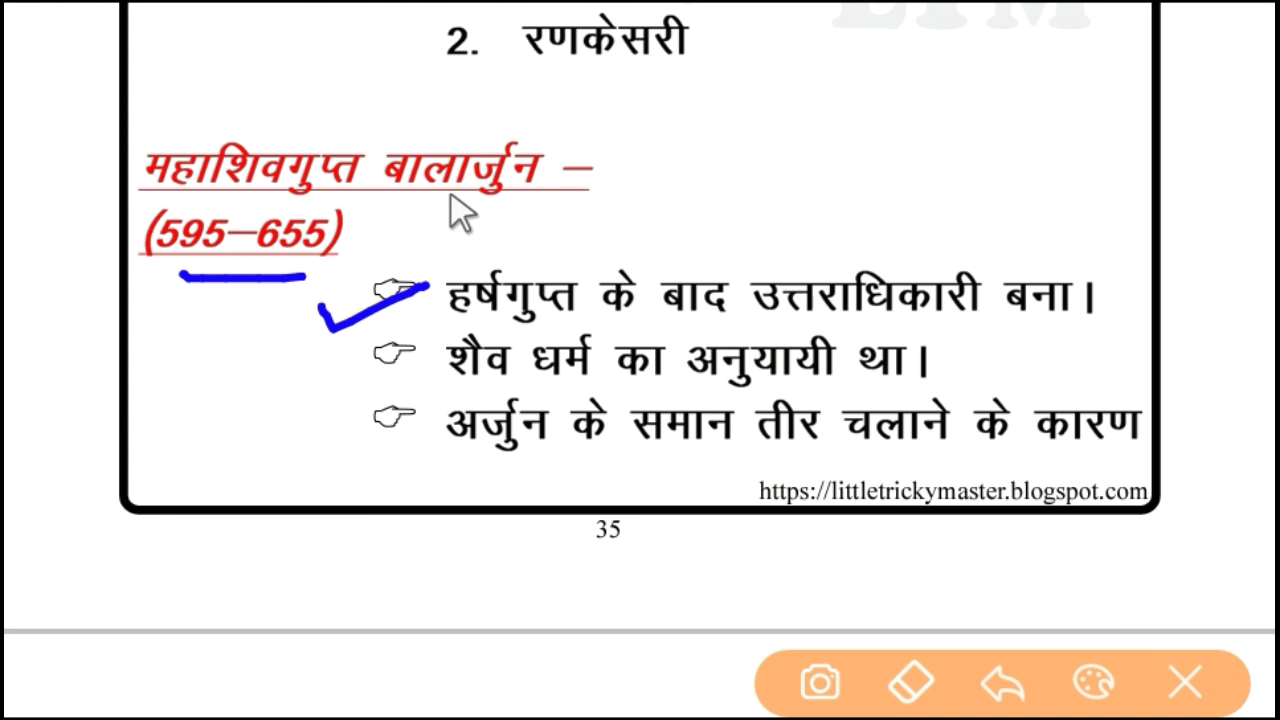 2. रणकेसरी
महाशिवगुप्त बालार्जुन –
(595–655)
हर्षगुप्त के बाद उत्तराधिकारी बना।
शैव धर्म का अनुयायी था।
अर्जुन के समान तीर चलाने के कारण
https://littletrickymaster.blogspot.com
35